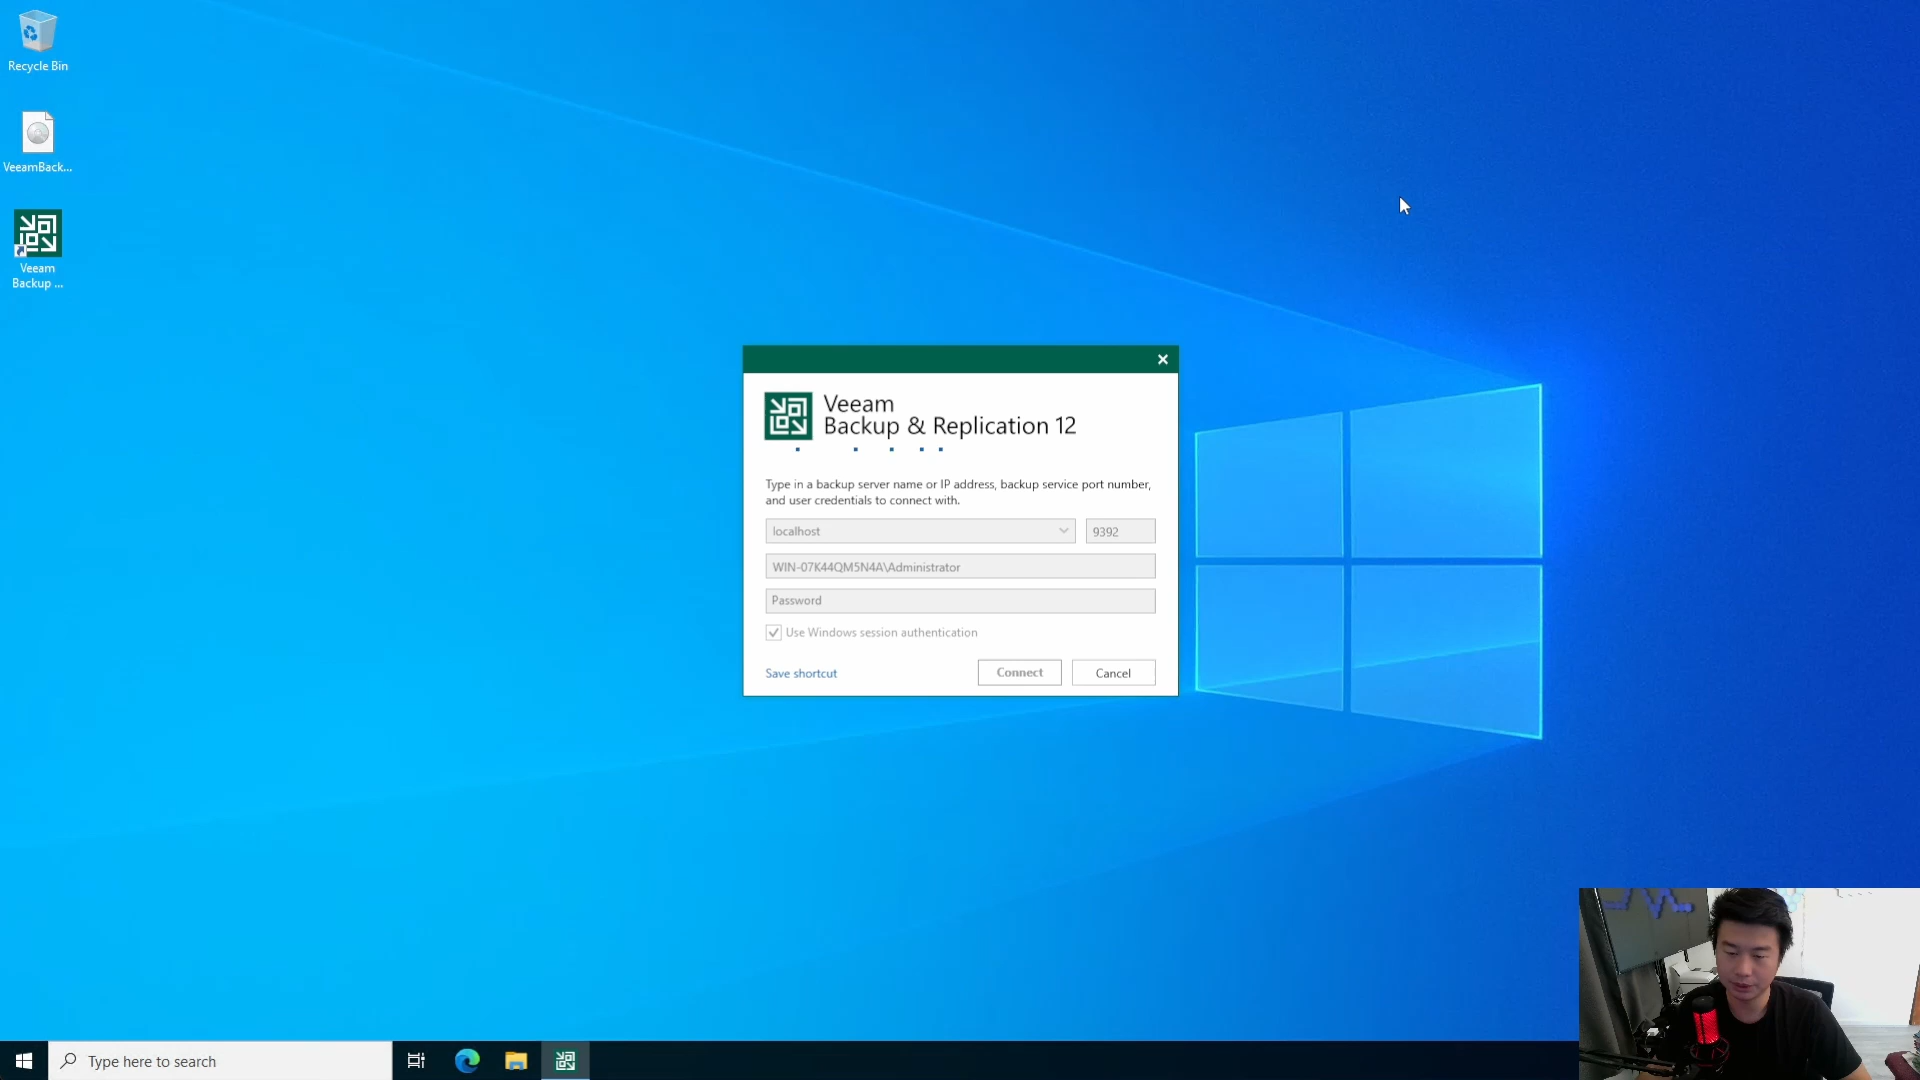 Recycle Bin
VeeamBack...
Veeam
Backup ...
Veeam
Backup & Replication 12
Type in a backup server name or IP address, backup service port number,
and user credentials to connect with.
localhost
9392
WIN-07K44QM5N4A\Administrator
Password
Use Windows session authentication
Save shortcut
Connect
Cancel
Type here to search